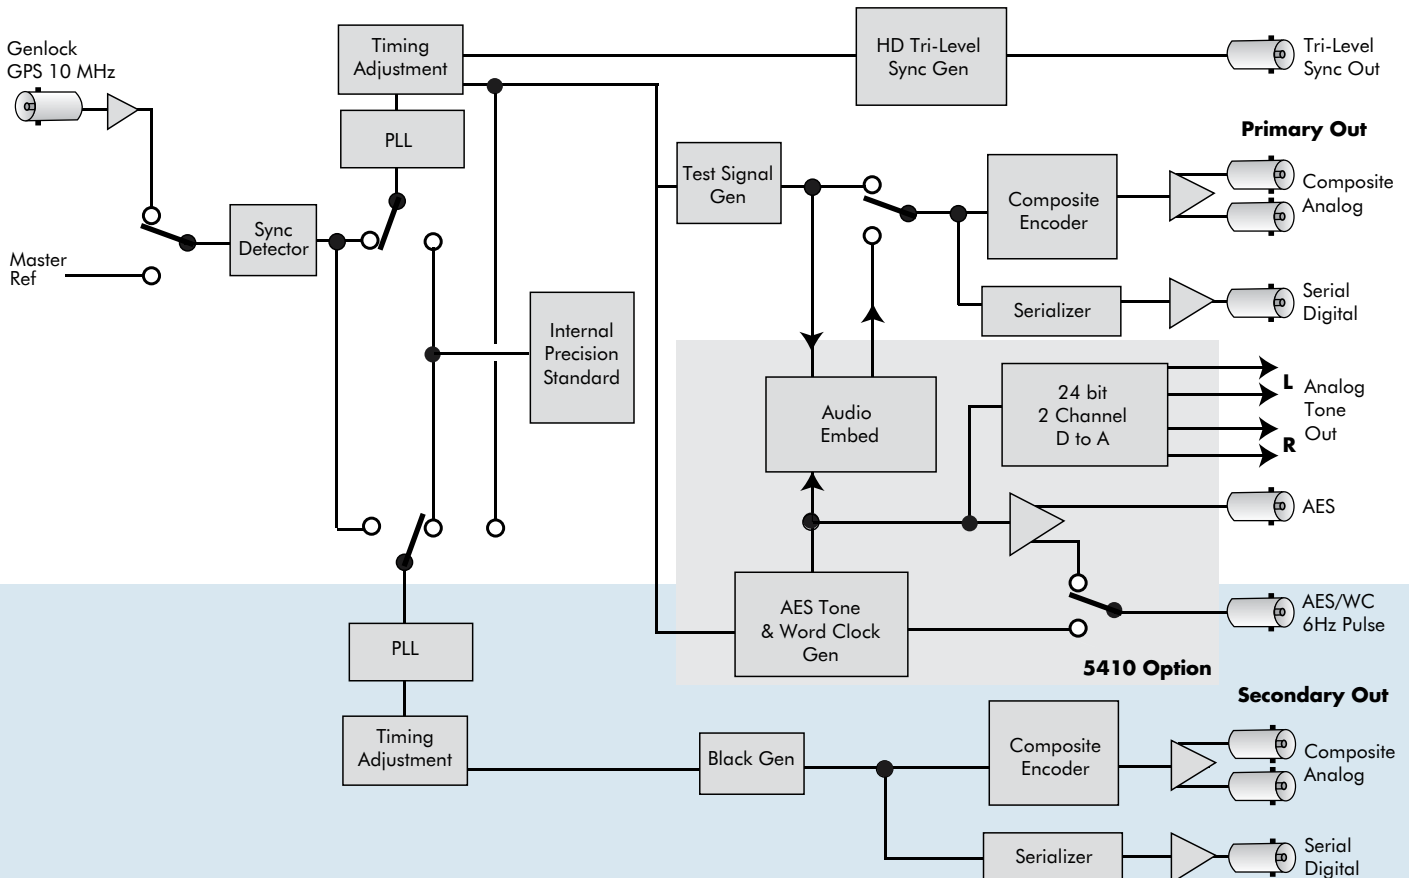 Genlock
GPS 10 MHz
Timing
Adjustment
HD Tri-Level
Sync Gen
Tri-Level
Sync Out
PLL
Primary Out
Test Signal
Gen
Composite
Encoder
Composite
Analog
Sync
Detector
Master
Ref
Serializer
Serial
Digital
Internal
Precision
Standard
Audio
Embed
24 bit
2 Channel
D to A
L
R
Analog
Tone
Out
AES
AES Tone
& Word Clock
Gen
AES/WC
6Hz Pulse
5410 Option
PLL
Secondary Out
Timing
Adjustment
Black Gen
Composite
Encoder
Composite
Analog
Serializer
Serial
Digital